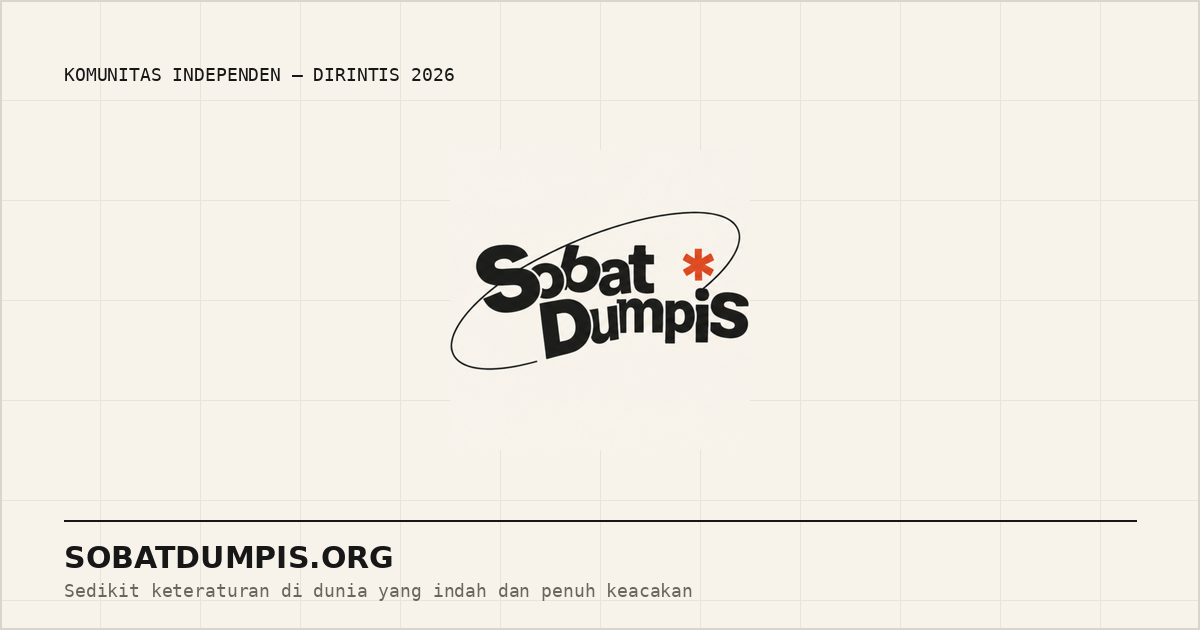 KOMUNITAS INDEPENDEN — DIRINTIS 2026
Sobat *
Dumpis
SOBATDUMPIS.ORG
Sedikit keteraturan di dunia yang indah dan penuh keacakan